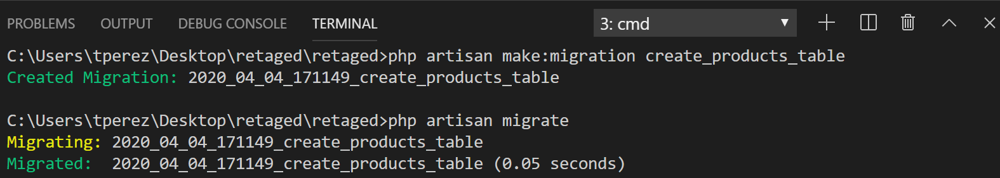 PROBLEMS OUTPUT DEBUG CONSOLE TERMINAL 3: cmd
C:\Users\tperez\Desktop\retaged\retaged>php artisan make:migration create_products_table
Created Migration: 2020_04_04_171149_create_products_table
C:\Users\tperez\Desktop\retaged\retaged>php artisan migrate
Migrating: 2020_04_04_171149_create_products_table
Migrated:  2020_04_04_171149_create_products_table (0.05 seconds)